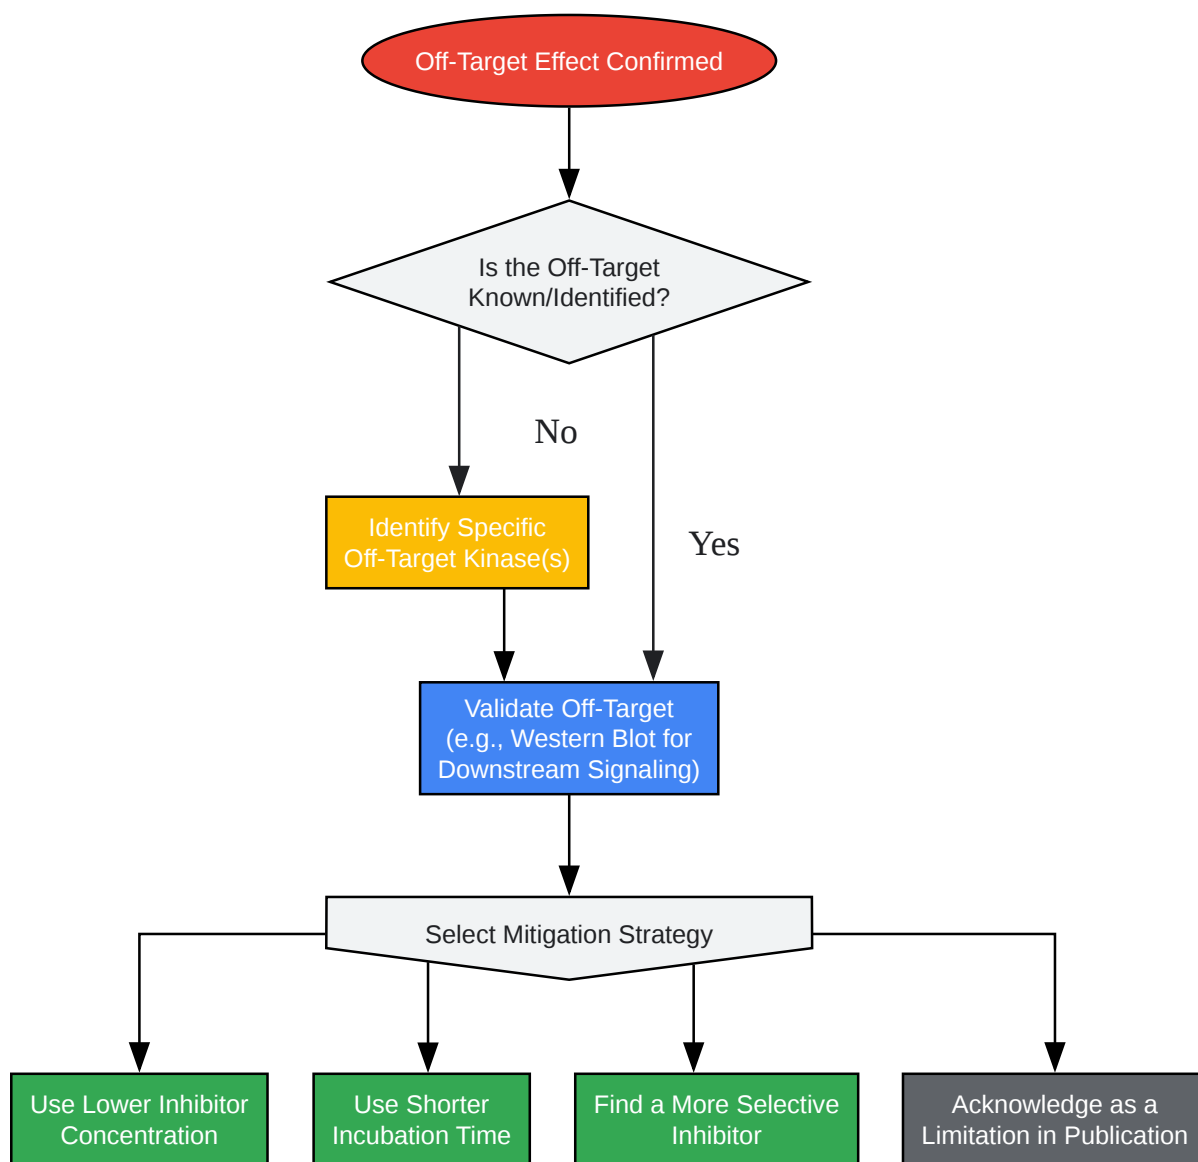 Off-Target Effect Confirmed
Is the Off-Target
Known/Identified?
No
Identify Specific
Off-Target Kinase(s)
Yes
Validate Off-Target
(e.g., Western Blot for
Downstream Signaling)
Select Mitigation Strategy
Use Lower Inhibitor
Concentration
Use Shorter
Incubation Time
Find a More Selective
Inhibitor
Acknowledge as a
Limitation in Publication